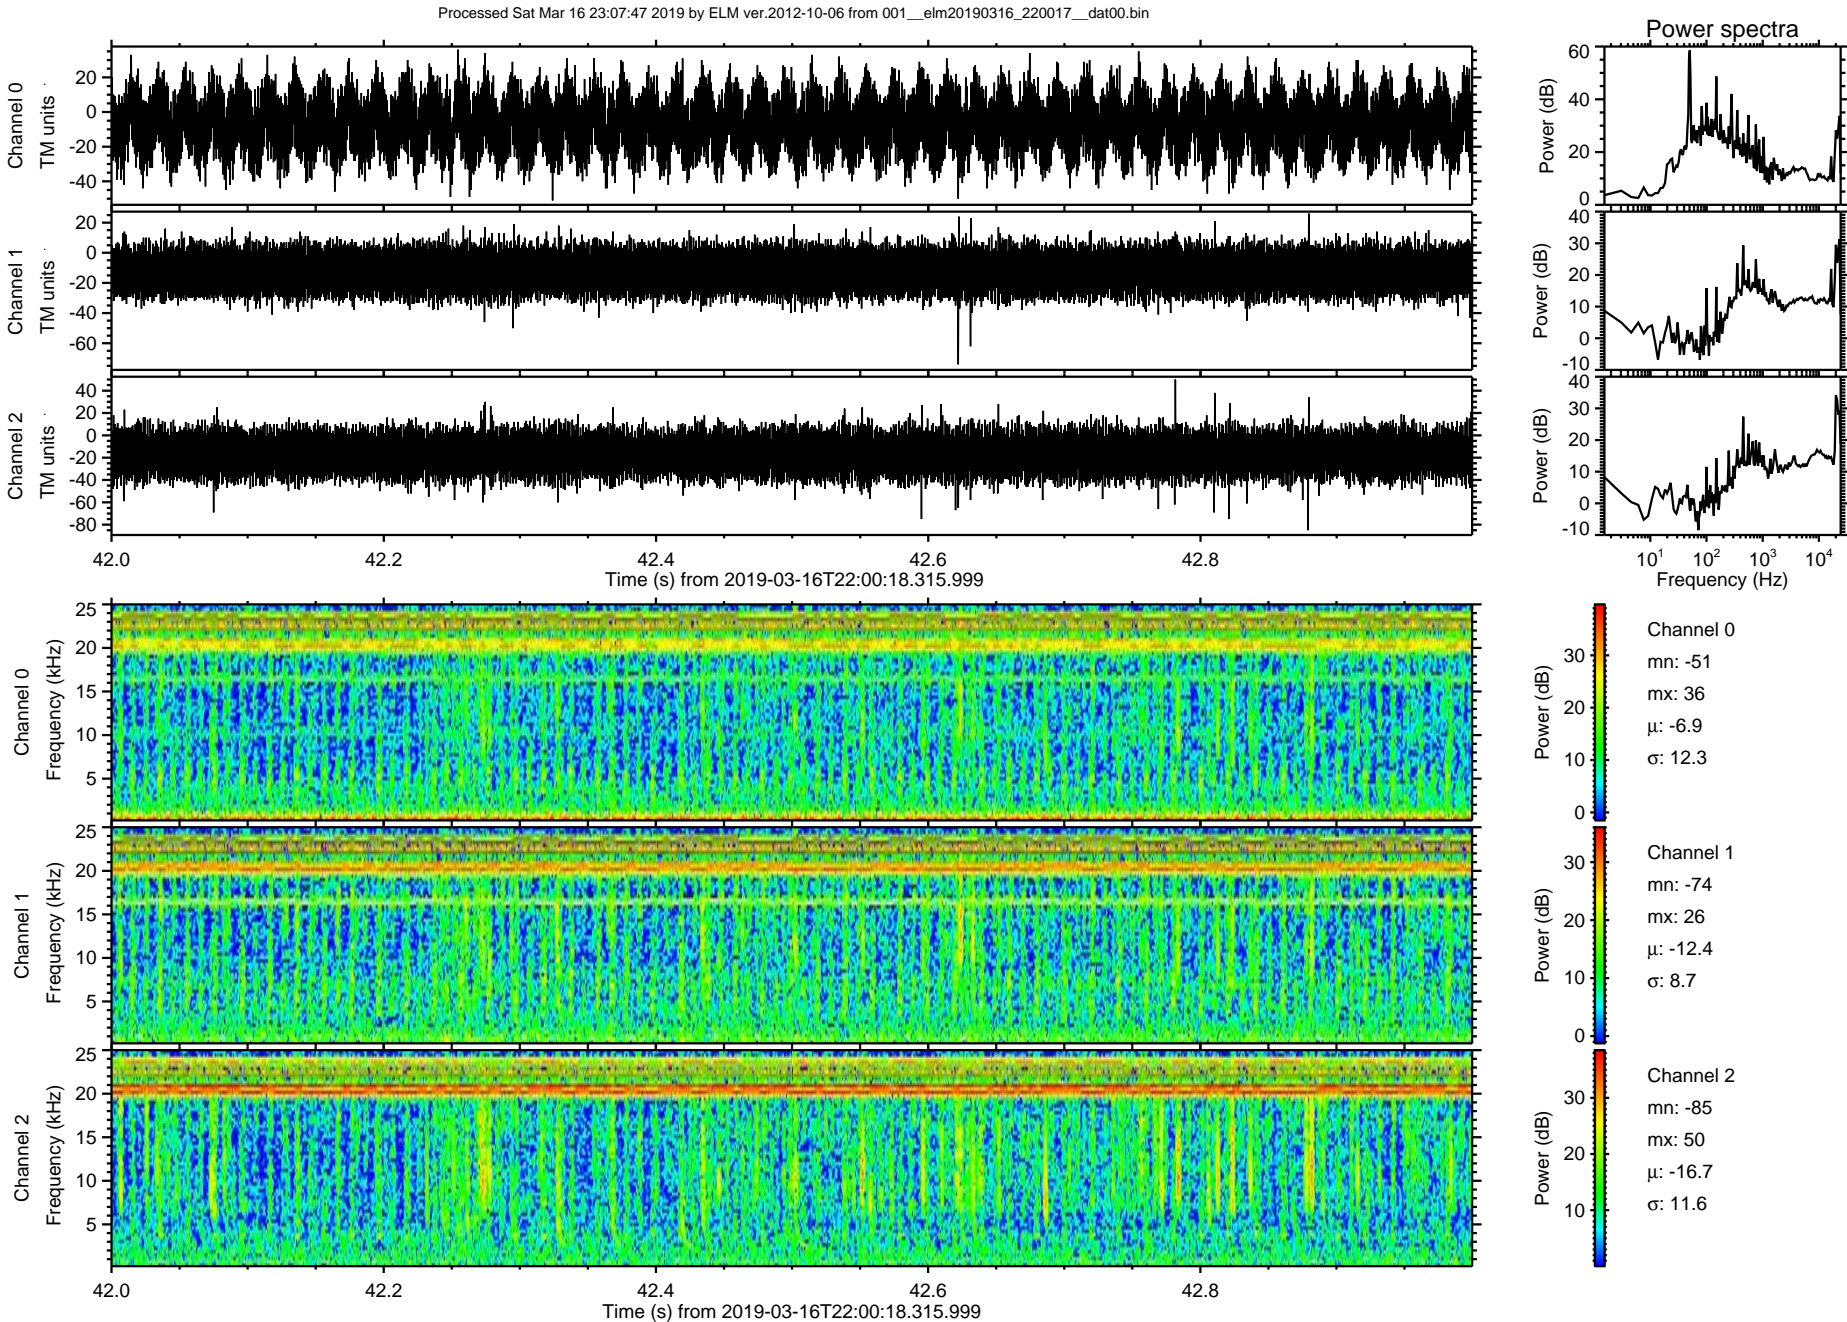 Processed Sat Mar 16 23:07:47 2019 by ELM ver.2012-10-06 from 001__elm20190316_220017__dat00.bin
Power spectra
Channel 0
TM units
20
0
-20
-40
Power (dB)
60
40
20
0
Channel 1
TM units
20
0
-20
-40
-60
Power (dB)
40
30
20
10
0
-10
Channel 2
TM units
40
20
0
-20
-40
-60
-80
Power (dB)
40
30
20
10
0
-10
42.0 42.2 42.4 42.6 42.8
Time (s) from 2019-03-16T22:00:18.315.999
10^1 10^2 10^3 10^4
Frequency (Hz)
Channel 0
Frequency (kHz)
25
20
15
10
5
Power (dB)
30
20
10
0
Channel 0
mn: -51
mx: 36
μ: -6.9
σ: 12.3
Channel 1
Frequency (kHz)
25
20
15
10
5
Power (dB)
30
20
10
0
Channel 1
mn: -74
mx: 26
μ: -12.4
σ: 8.7
Channel 2
Frequency (kHz)
25
20
15
10
5
Power (dB)
30
20
10
Channel 2
mn: -85
mx: 50
μ: -16.7
σ: 11.6
42.0 42.2 42.4 42.6 42.8
Time (s) from 2019-03-16T22:00:18.315.999